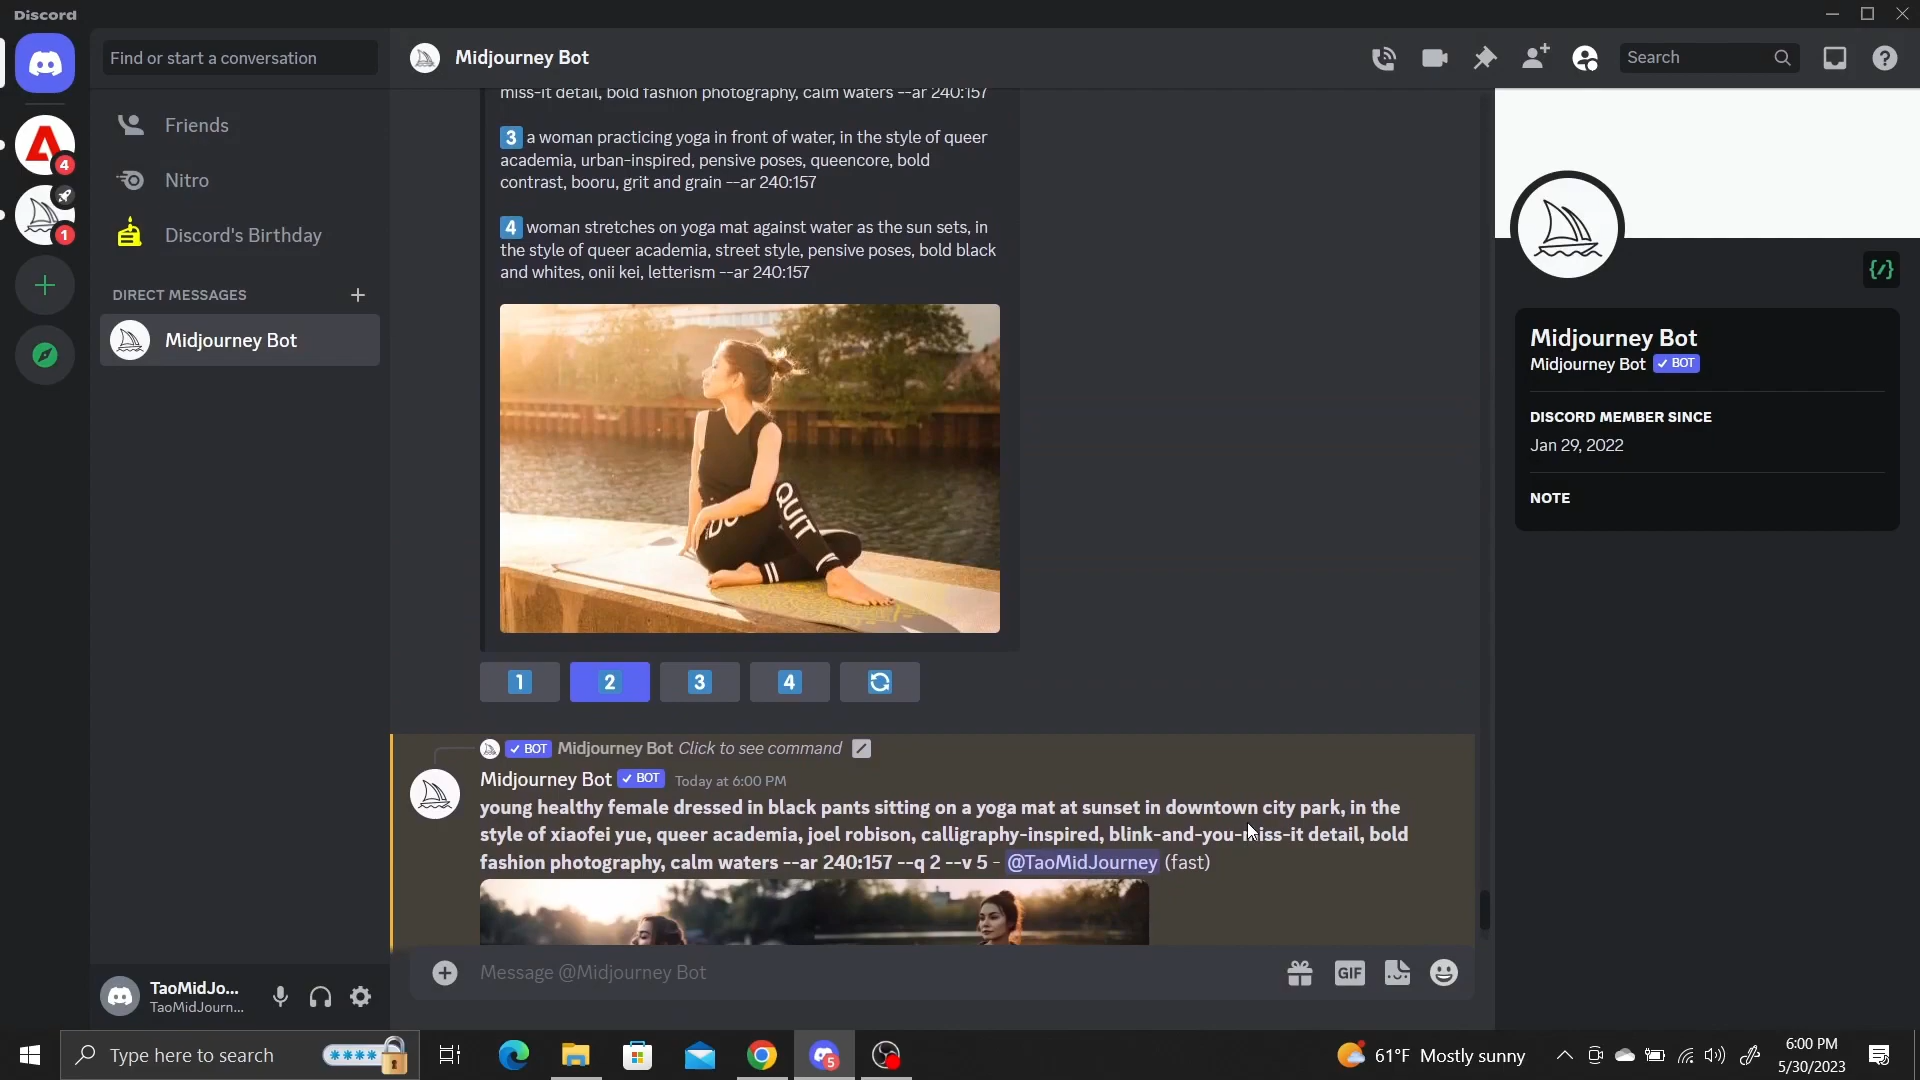 Discord
Find or start a conversation
Midjourney Bot
Search
Friends
Nitro
Discord's Birthday
DIRECT MESSAGES
Midjourney Bot
4
1
miss-it detail, bold fashion photography, calm waters --ar 240:157
3 a woman practicing yoga in front of water, in the style of queer
academia, urban-inspired, pensive poses, queencore, bold
contrast, booru, grit and grain --ar 240:157
4 woman stretches on yoga mat against water as the sun sets, in
the style of queer academia, street style, pensive poses, bold black
and whites, onii kei, letterism --ar 240:157
QUIT
1 2 3 4
BOT Midjourney Bot Click to see command
Midjourney Bot BOT Today at 6:00 PM
young healthy female dressed in black pants sitting on a yoga mat at sunset in downtown city park, in the
style of xiaofei yue, queer academia, joel robison, calligraphy-inspired, blink-and-you-miss-it detail, bold
fashion photography, calm waters --ar 240:157 --q 2 --v 5 - @TaoMidJourney (fast)
Message @Midjourney Bot
GIF
Midjourney Bot
Midjourney Bot BOT
DISCORD MEMBER SINCE
Jan 29, 2022
NOTE
TaoMidJo...
TaoMidJourn...
Type here to search
****
5
61°F Mostly sunny
6:00 PM
5/30/2023